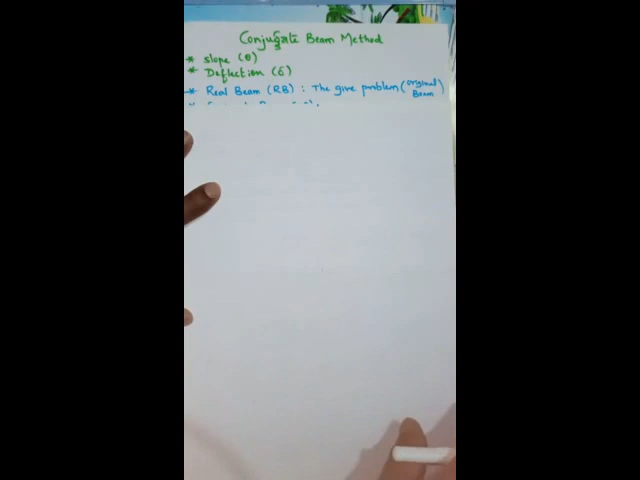 Conjugate Beam Method
* Slope (θ)
* Deflection (δ)
* Real Beam (RB) : The give problem (original Beam)